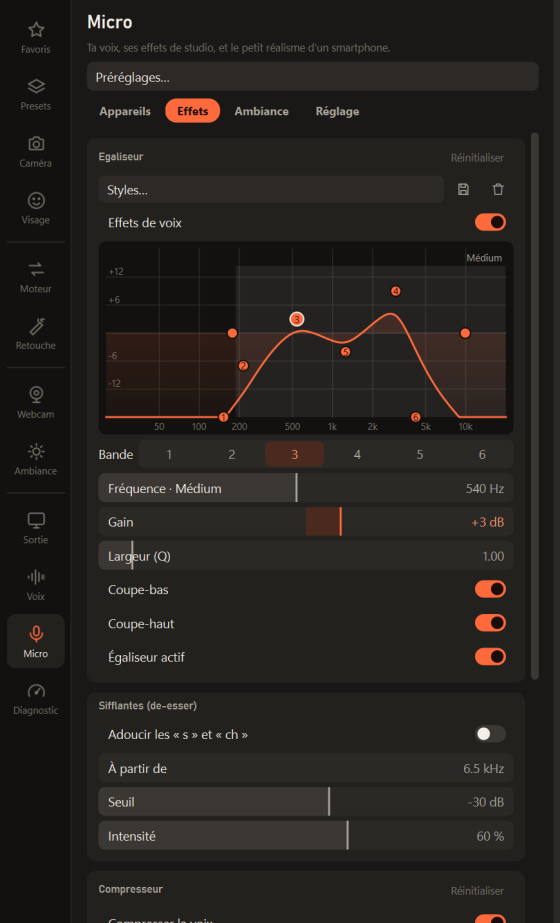 Micro
Ta voix, ses effets de studio, et le petit réalisme d'un smartphone.
Préréglages...
Appareils Effets Ambiance Réglage
Favoris
Presets
Caméra
Visage
Moteur
Retouche
Webcam
Ambiance
Sortie
Voix
Micro
Diagnostic
Egaliseur Réinitialiser
Styles...
Effets de voix
Médium
+12
+6
-6
-12
1 2 3 4 5 6
50 100 200 500 1k 2k 5k 10k
Bande 1 2 3 4 5 6
Fréquence · Médium 540 Hz
Gain +3 dB
Largeur (Q) 1.00
Coupe-bas
Coupe-haut
Égaliseur actif
Sifflantes (de-esser)
Adoucir les « s » et « ch »
À partir de 6.5 kHz
Seuil -30 dB
Intensité 60 %
Compresseur Réinitialiser
Compresser la voix